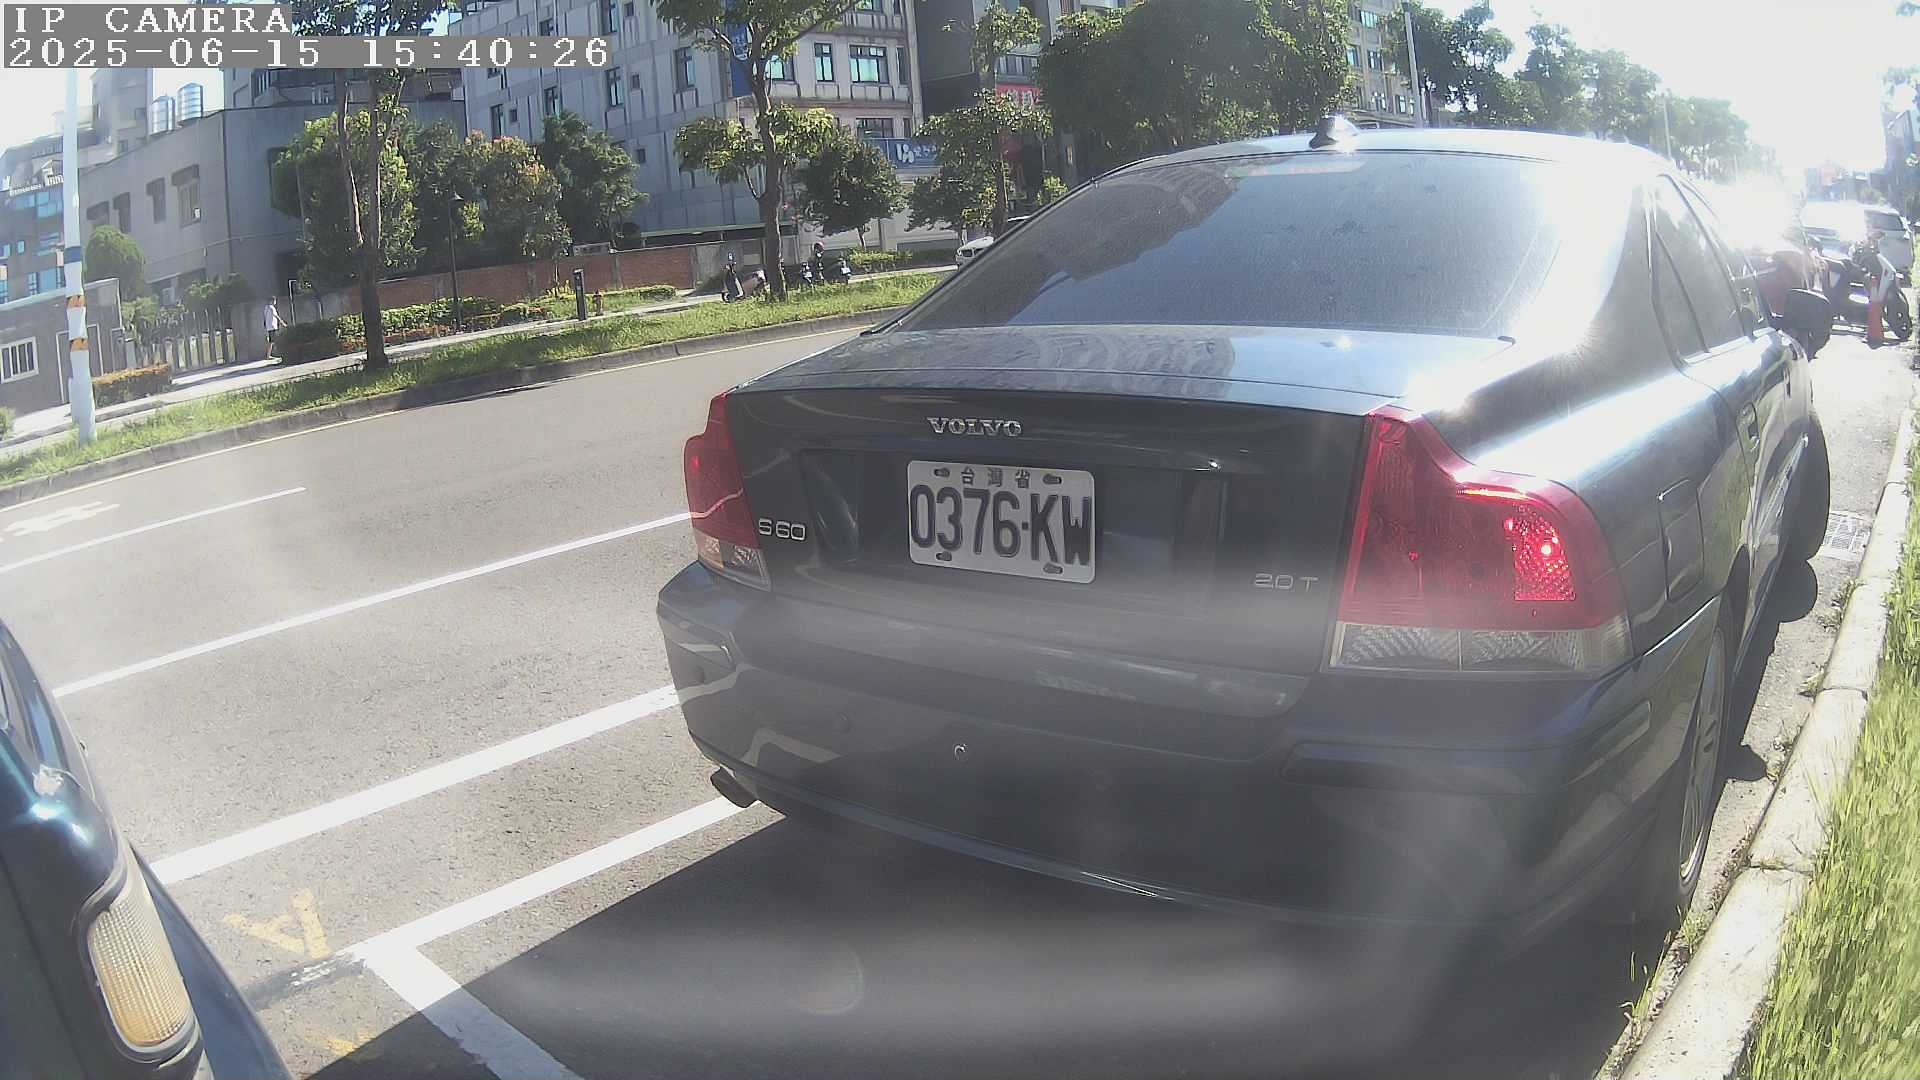 IP CAMERA
2025-06-15 15:40:26
VOLVO
台灣省
0376-KW
S60
2.0T